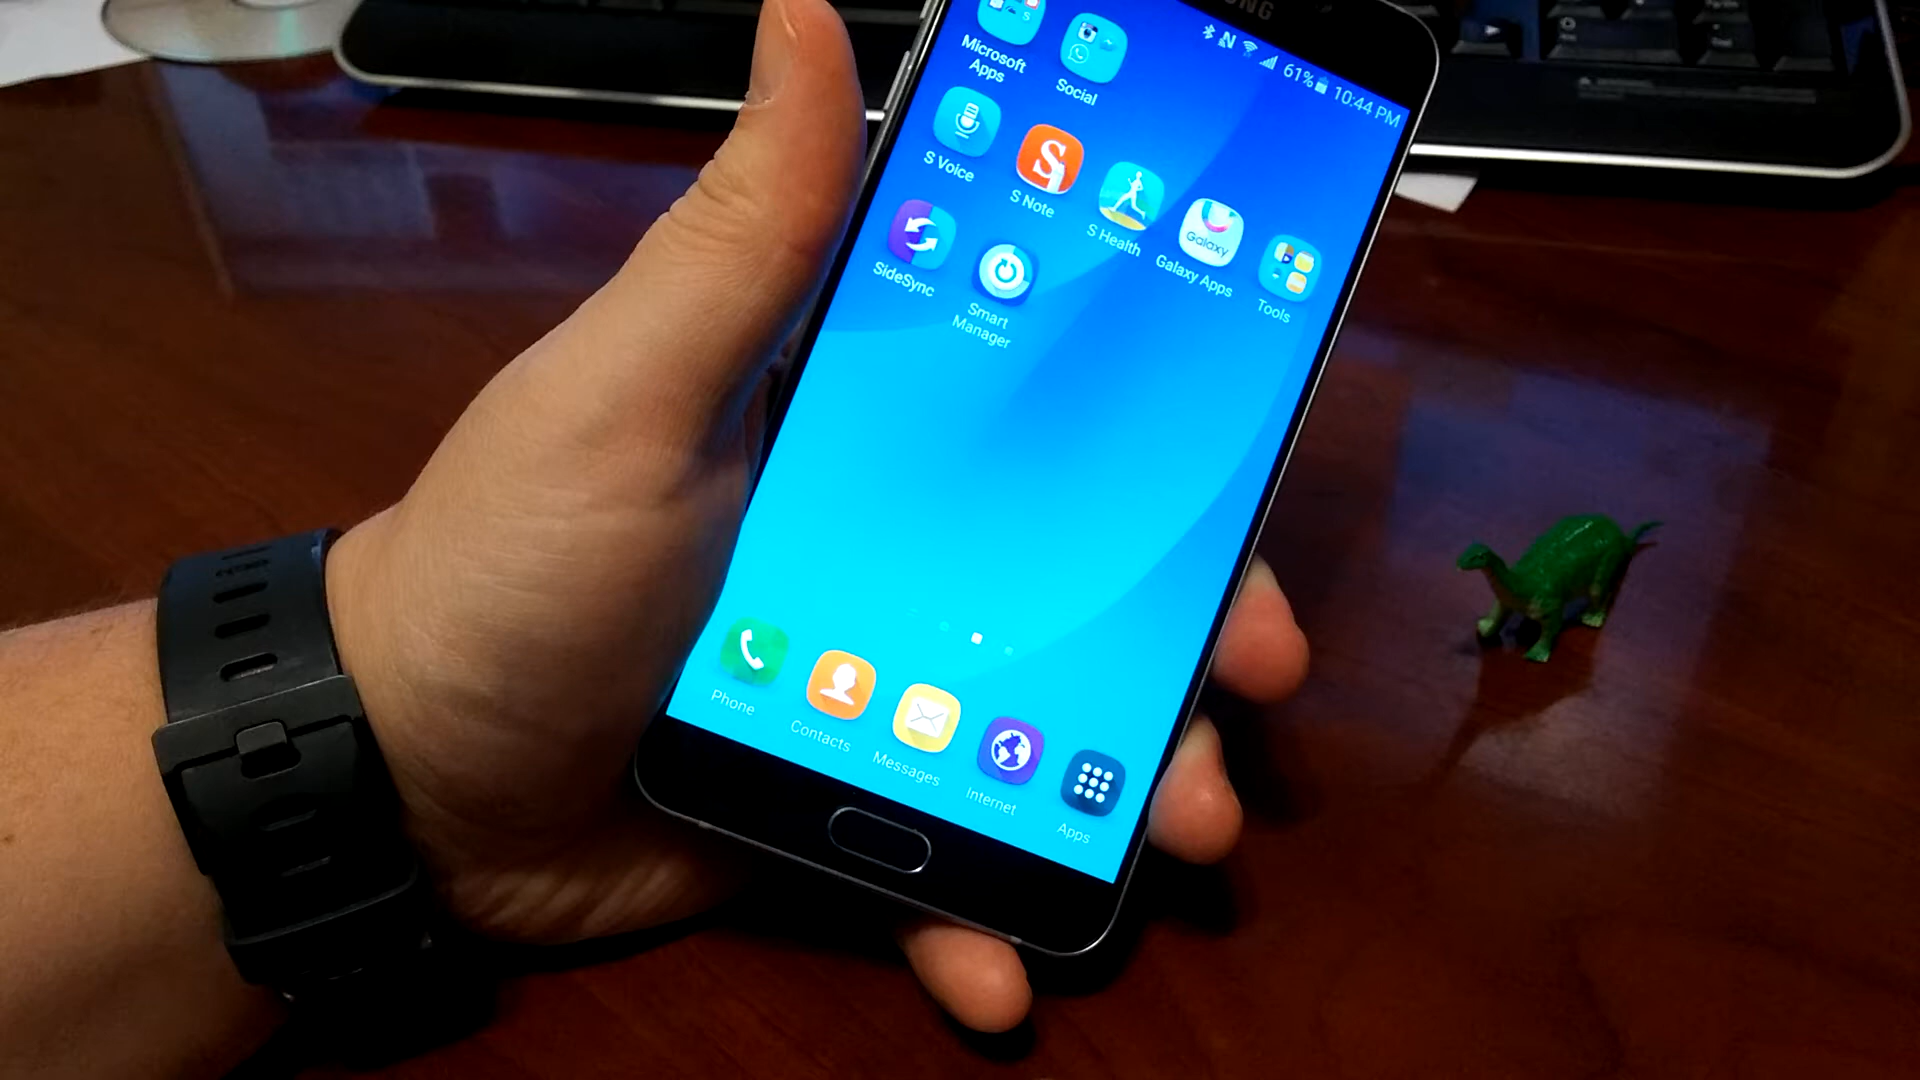 61% 10:44 PM
Microsoft
Apps
Social
S Voice
S Note
S Health
Galaxy
Galaxy Apps
Tools
SideSync
Smart
Manager
Phone
Contacts
Messages
Internet
Apps